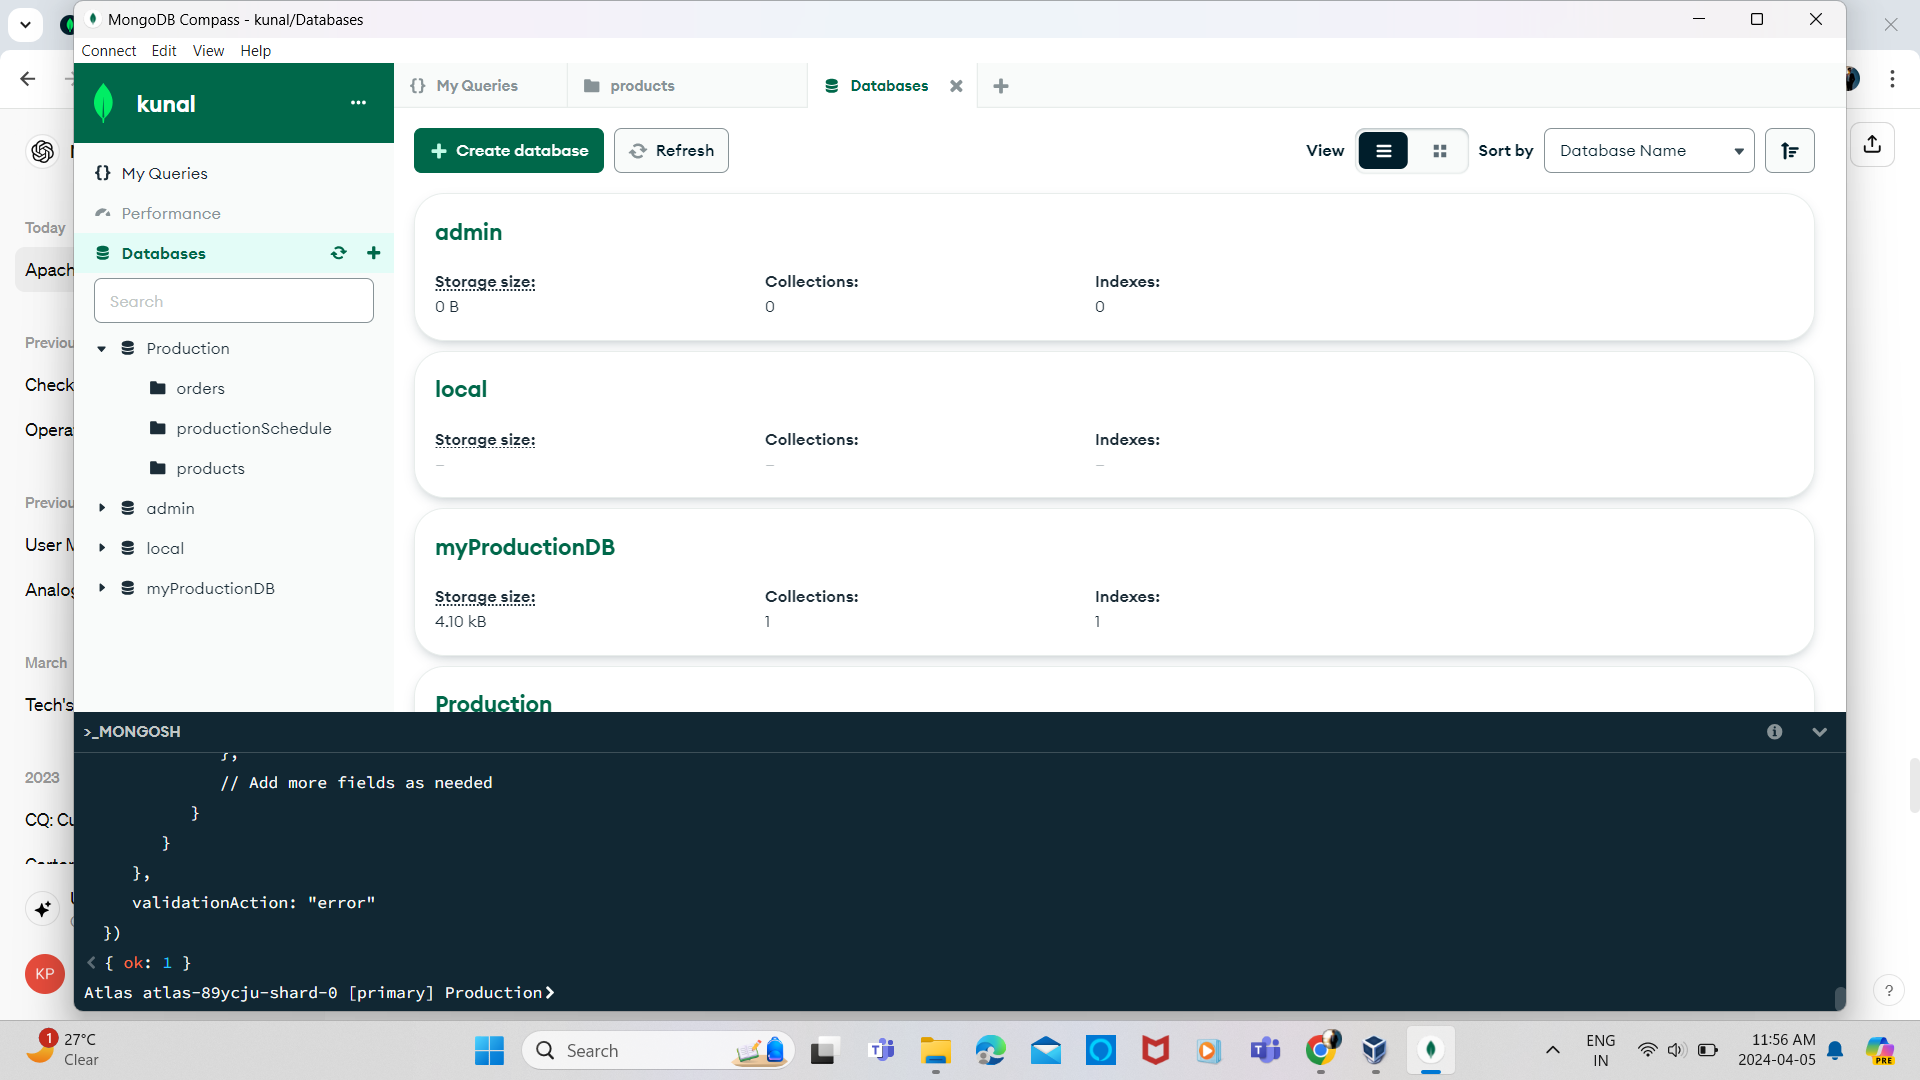 MongoDB Compass - kunal/Databases
Connect Edit View Help
kunal
My Queries
products
Databases
Create database
Refresh
View
Sort by
Database Name
My Queries
Performance
Databases
Search
Production
orders
productionSchedule
products
admin
local
myProductionDB
admin
Storage size: Collections: Indexes:
0 B 0 0
local
Storage size: Collections: Indexes:
– – –
myProductionDB
Storage size: Collections: Indexes:
4.10 kB 1 1
Production
Today
Apach
Previou
Check
Opera
Previou
User M
Analog
March
Tech's
2023
CQ: Cu
KP
>_MONGOSH
},
// Add more fields as needed
}
}
},
validationAction: "error"
})
< { ok: 1 }
Atlas atlas-89ycju-shard-0 [primary] Production>
?
1
27°C
Clear
Search
PRE
ENG
IN
11:56 AM
2024-04-05